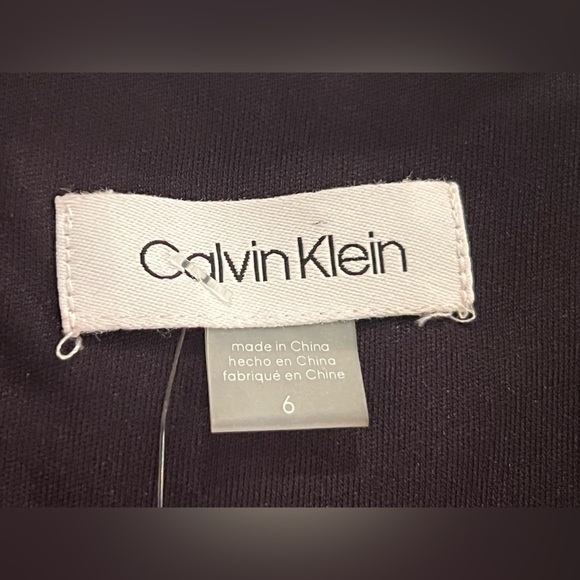 Calvin Klein
made in China
hecho en China
fabriqué en Chine
6